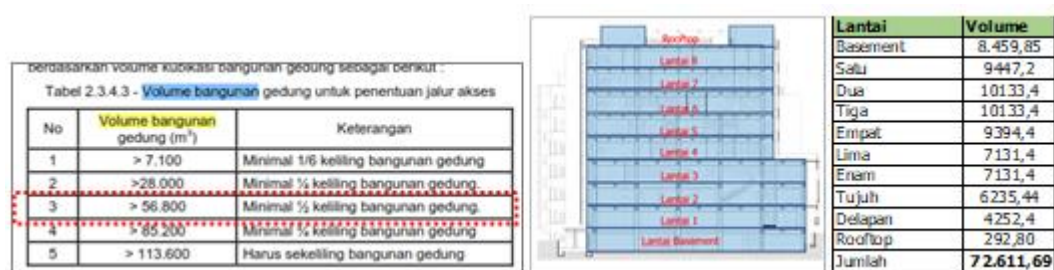 berdasarkan volume kubikasi bangunan gedung sebagai berikut :
Tabel 2.3.4.3 - Volume bangunan gedung untuk penentuan jalur akses
No Volume bangunan gedung (m³) Keterangan
1 > 7.100 Minimal 1/6 keliling bangunan gedung
2 >28.000 Minimal ¼ keliling bangunan gedung.
3 > 56.800 Minimal ½ keliling bangunan gedung.
4 > 85.200 Minimal ¾ keliling bangunan gedung
5 > 113.600 Harus sekeliling bangunan gedung
Rooftop
Lantai 8
Lantai 7
Lantai 6
Lantai 5
Lantai 4
Lantai 3
Lantai 2
Lantai 1
Lantai Basement
Lantai Volume
Basement 8.459,85
Satu 9447,2
Dua 10133,4
Tiga 10133,4
Empat 9394,4
Lima 7131,4
Enam 7131,4
Tujuh 6235,44
Delapan 4252,4
Rooftop 292,80
Jumlah 72.611,69